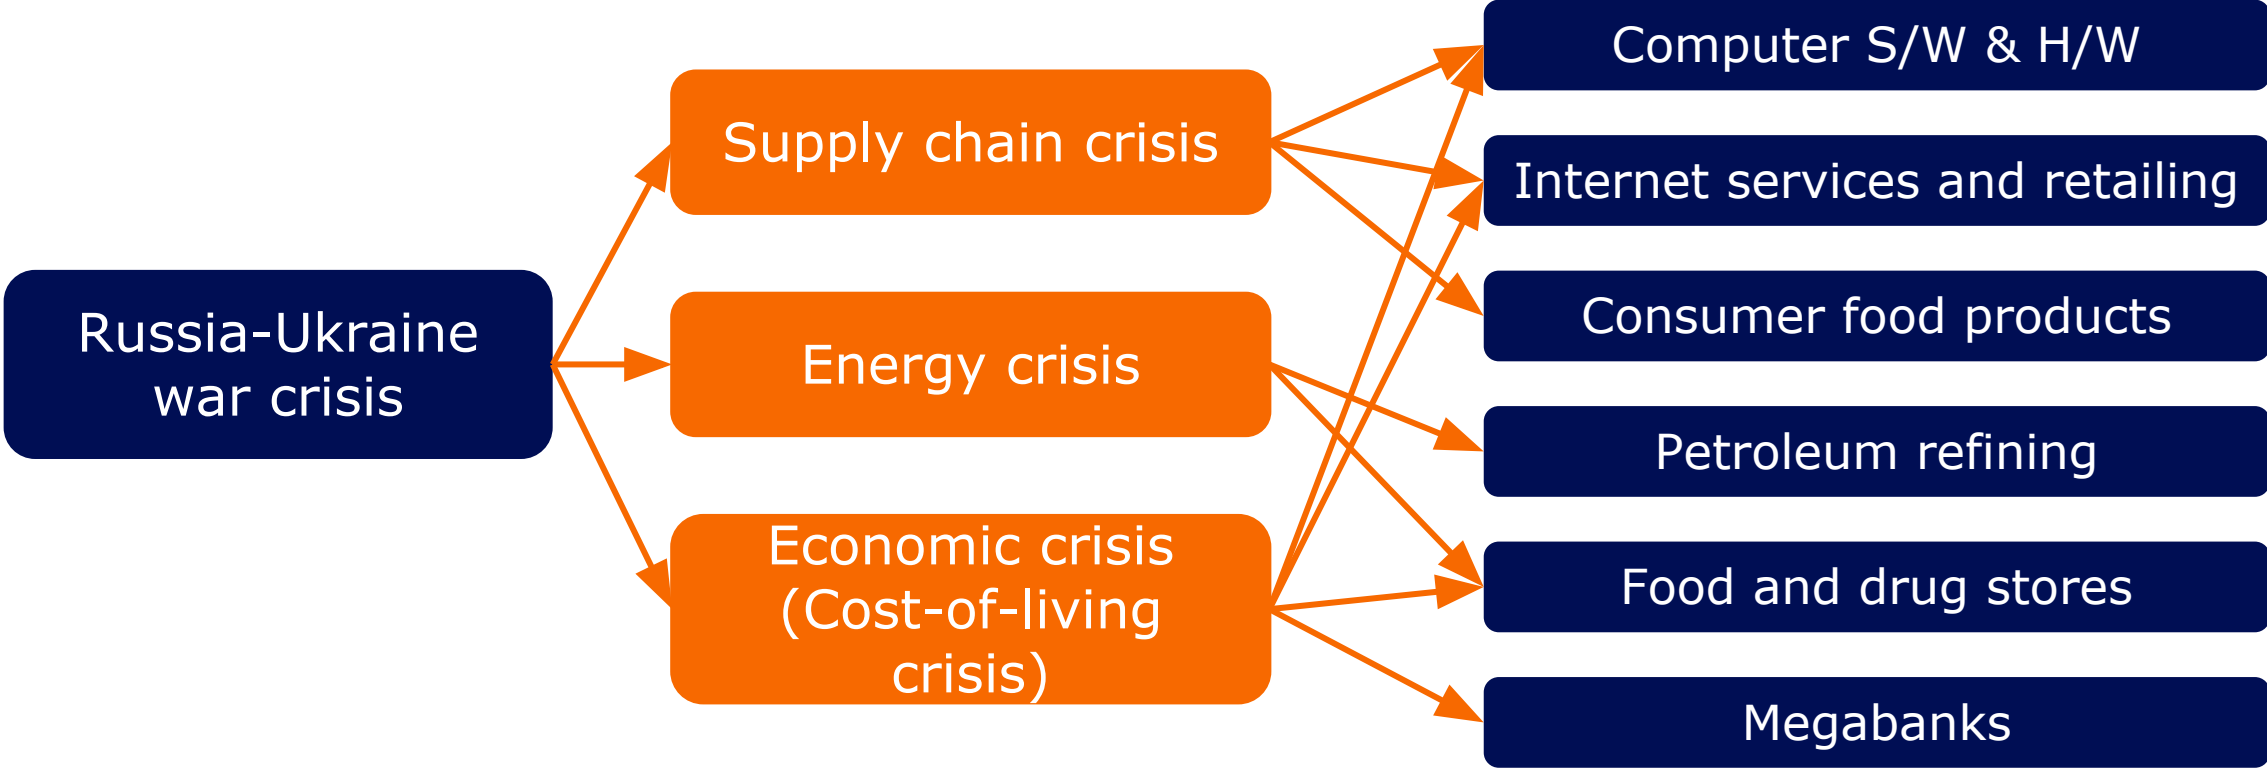 Russia-Ukraine
war crisis
Supply chain crisis
Energy crisis
Economic crisis
(Cost-of-living
crisis)
Computer S/W & H/W
Internet services and retailing
Consumer food products
Petroleum refining
Food and drug stores
Megabanks